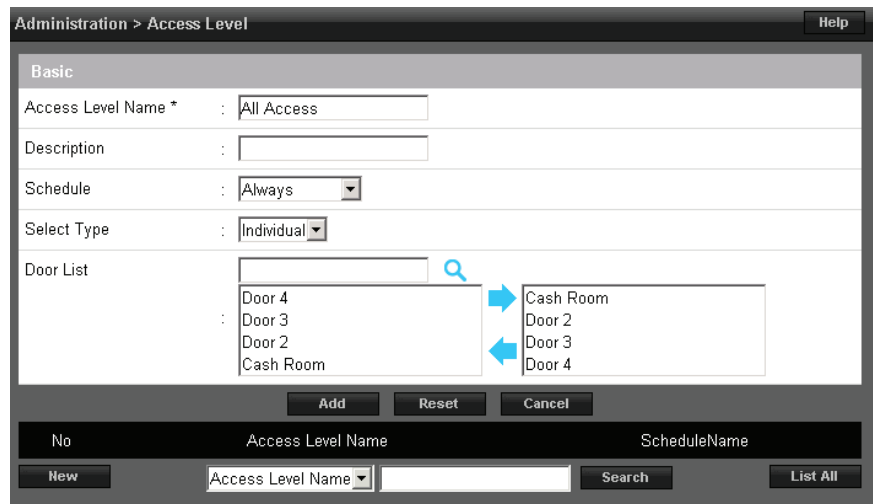 Administration > Access Level
Help
Basic
Access Level Name * : All Access
Description :
Schedule : Always
Select Type : Individual
Door List :
Door 4
Door 3
Door 2
Cash Room
Cash Room
Door 2
Door 3
Door 4
Add Reset Cancel
No Access Level Name ScheduleName
New Access Level Name Search List All